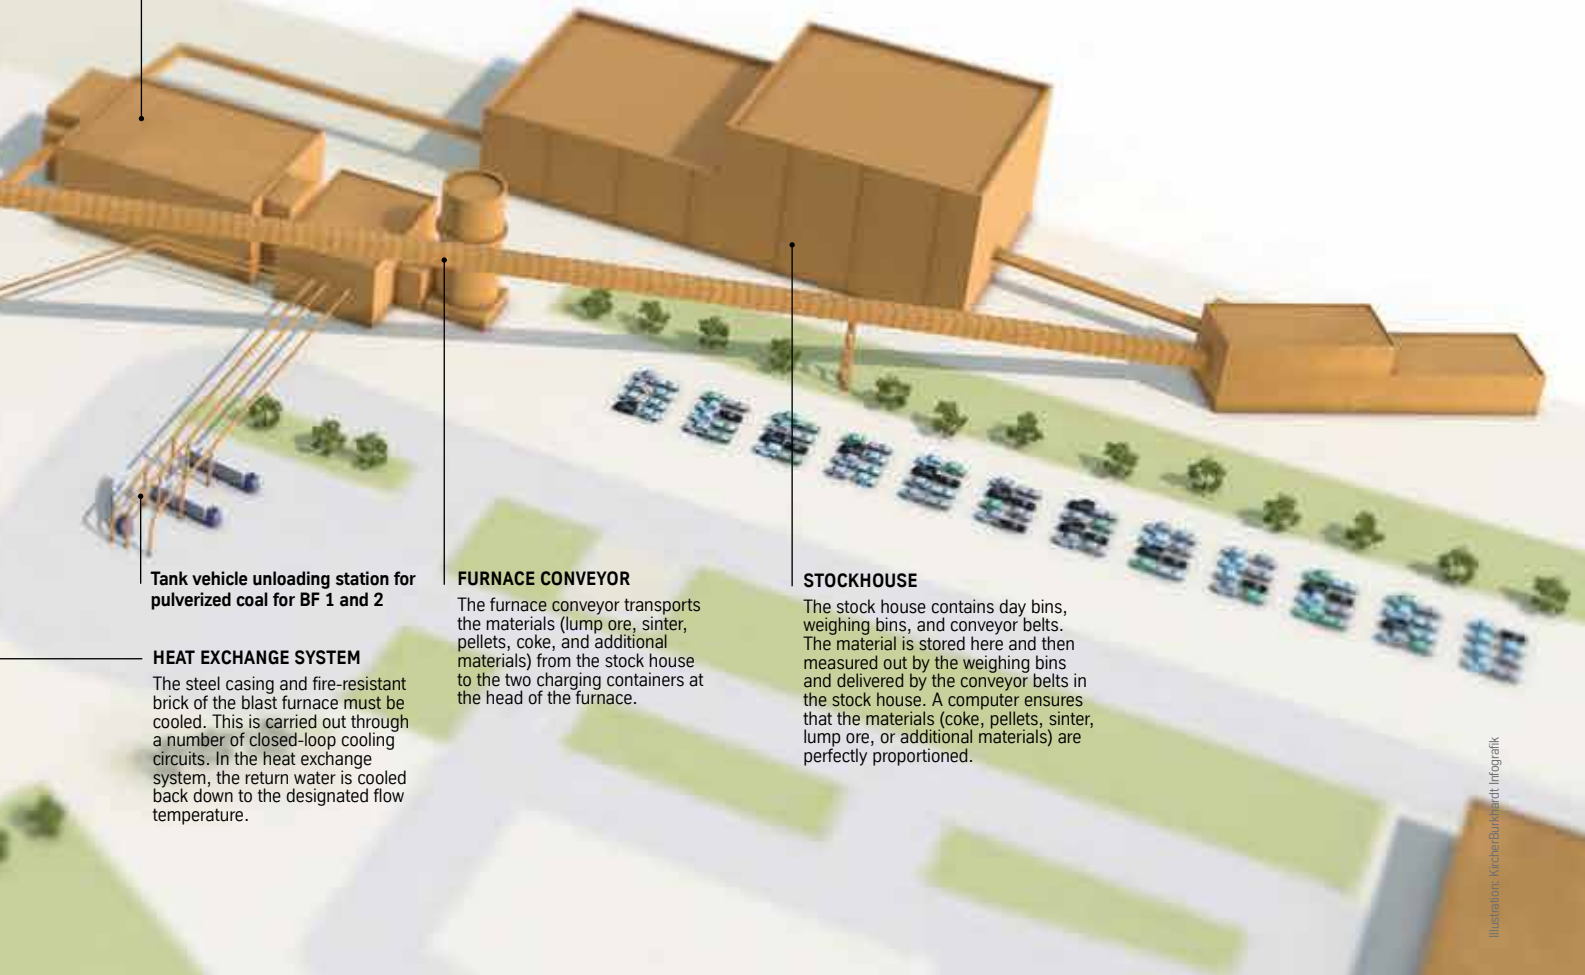 Tank vehicle unloading station for
pulverized coal for BF 1 and 2
HEAT EXCHANGE SYSTEM
The steel casing and fire-resistant
brick of the blast furnace must be
cooled. This is carried out through
a number of closed-loop cooling
circuits. In the heat exchange
system, the return water is cooled
back down to the designated flow
temperature.
FURNACE CONVEYOR
The furnace conveyor transports
the materials (lump ore, sinter,
pellets, coke, and additional
materials) from the stock house
to the two charging containers at
the head of the furnace.
STOCKHOUSE
The stock house contains day bins,
weighing bins, and conveyor belts.
The material is stored here and then
measured out by the weighing bins
and delivered by the conveyor belts in
the stock house. A computer ensures
that the materials (coke, pellets, sinter,
lump ore, or additional materials) are
perfectly proportioned.
Illustration: KircherBurkhardt Infografik